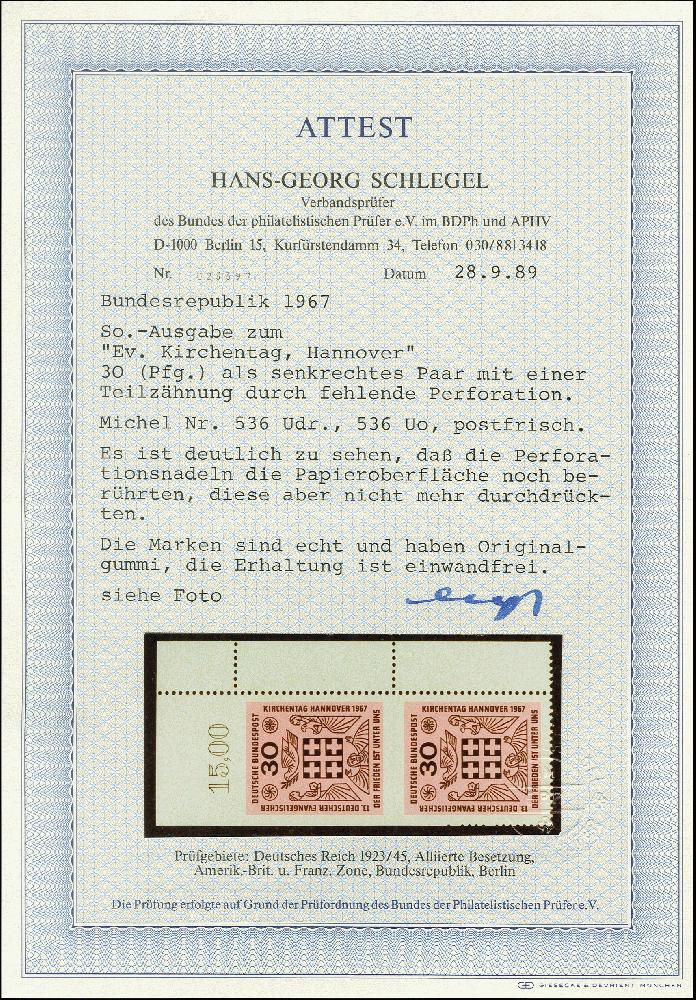 ATTEST
HANS-GEORG SCHLEGEL
Verbandsprüfer
des Bundes der philatelistischen Prüfer e.V. im BDPh und APHV
D-1000 Berlin 15, Kurfürstendamm 34, Telefon 030/8813418
Nr. Datum 28.9.89
Bundesrepublik 1967
So.-Ausgabe zum
"Ev. Kirchentag, Hannover"
30 (Pfg.) als senkrechtes Paar mit einer
Teilzähnung durch fehlende Perforation.
Michel Nr. 536 Udr., 536 Uo, postfrisch.
Es ist deutlich zu sehen, daß die Perfora-
tionsnadeln die Papieroberfläche noch be-
rührten, diese aber nicht mehr durchdrück-
ten.
Die Marken sind echt und haben Original-
gummi, die Erhaltung ist einwandfrei.
siehe Foto
15,00
KIRCHENTAG HANNOVER 1967
DEUTSCHE BUNDESPOST
30
DER FRIEDEN IST UNTER UNS
13. DEUTSCHER EVANGELISCHER
KIRCHENTAG HANNOVER 1967
DEUTSCHE BUNDESPOST
30
DER FRIEDEN IST UNTER UNS
13. DEUTSCHER EVANGELISCHER
Prüfgebiete: Deutsches Reich 1923/45, Alliierte Besetzung,
Amerik.-Brit. u. Franz. Zone, Bundesrepublik, Berlin
Die Prüfung erfolgte auf Grund der Prüfordnung des Bundes der Philatelistischen Prüfer e.V.
GIESECKE & DEVRIENT MÜNCHEN